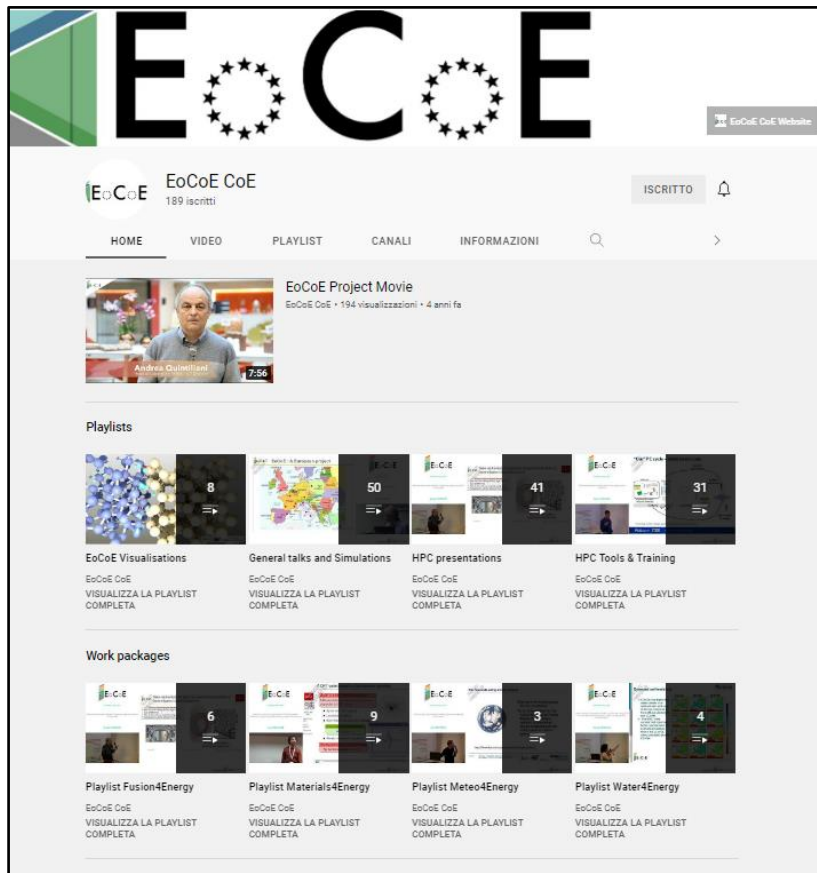 EoCoE
EoCoE CoE Website
EoCoE
EoCoE CoE
189 iscritti
ISCRITTO
HOME VIDEO PLAYLIST CANALI INFORMAZIONI
EoCoE Project Movie
EoCoE CoE • 194 visualizzazioni • 4 anni fa
Andrea Quintiliani
7:56
Playlists
8 50 41 31
EoCoE Visualisations General talks and Simulations HPC presentations HPC Tools & Training
EoCoE CoE EoCoE CoE EoCoE CoE EoCoE CoE
VISUALIZZA LA PLAYLIST VISUALIZZA LA PLAYLIST VISUALIZZA LA PLAYLIST VISUALIZZA LA PLAYLIST
COMPLETA COMPLETA COMPLETA COMPLETA
Work packages
EoCoE EoCoE EoCoE EoCoE
6 9 3 4
Playlist Fusion4Energy Playlist Materials4Energy Playlist Meteo4Energy Playlist Water4Energy
EoCoE CoE EoCoE CoE EoCoE CoE EoCoE CoE
VISUALIZZA LA PLAYLIST VISUALIZZA LA PLAYLIST VISUALIZZA LA PLAYLIST VISUALIZZA LA PLAYLIST
COMPLETA COMPLETA COMPLETA COMPLETA